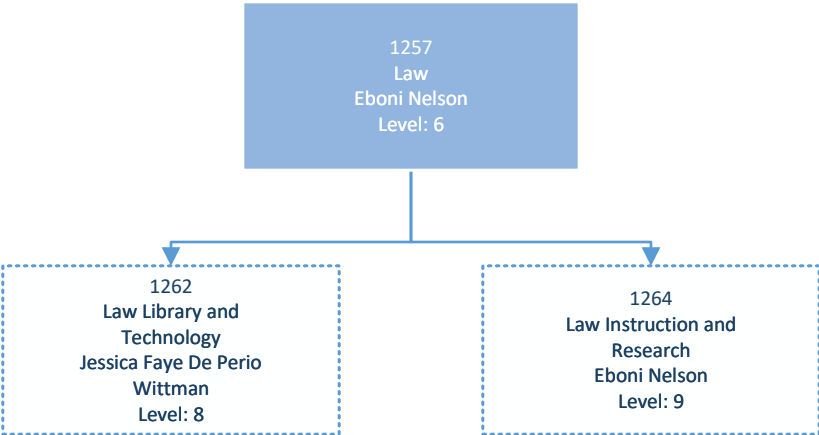 1257
Law
Eboni Nelson
Level: 6
1262
Law Library and
Technology
Jessica Faye De Perio
Wittman
Level: 8
1264
Law Instruction and
Research
Eboni Nelson
Level: 9